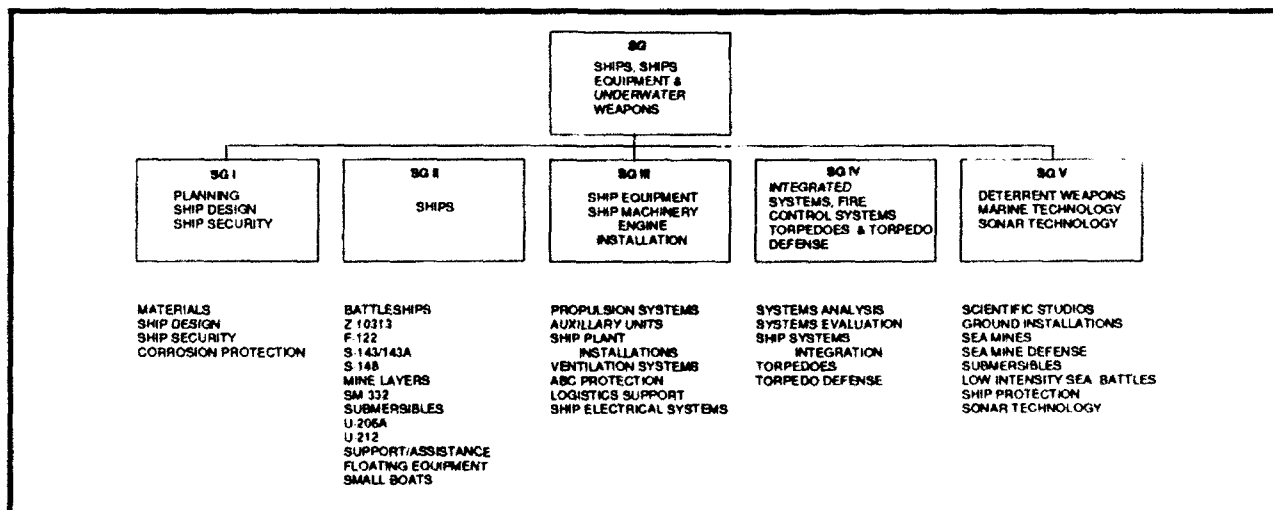 SG
SHIPS, SHIPS
EQUIPMENT &
UNDERWATER
WEAPONS
SG I
PLANNING
SHIP DESIGN
SHIP SECURITY
SG II
SHIPS
SG III
SHIP EQUIPMENT
SHIP MACHINERY
ENGINE
INSTALLATION
SG IV
INTEGRATED
SYSTEMS, FIRE
CONTROL SYSTEMS
TORPEDOES & TORPEDO
DEFENSE
SG V
DETERRENT WEAPONS
MARINE TECHNOLOGY
SONAR TECHNOLOGY
MATERIALS
SHIP DESIGN
SHIP SECURITY
CORROSION PROTECTION
BATTLESHIPS
Z 10313
F-122
S-143/143A
S-148
MINE LAYERS
SM 332
SUBMERSIBLES
U-206A
U-212
SUPPORT/ASSISTANCE
FLOATING EQUIPMENT
SMALL BOATS
PROPULSION SYSTEMS
AUXILLARY UNITS
SHIP PLANT
INSTALLATIONS
VENTILATION SYSTEMS
ABC PROTECTION
LOGISTICS SUPPORT
SHIP ELECTRICAL SYSTEMS
SYSTEMS ANALYSIS
SYSTEMS EVALUATION
SHIP SYSTEMS
INTEGRATION
TORPEDOES
TORPEDO DEFENSE
SCIENTIFIC STUDIOS
GROUND INSTALLATIONS
SEA MINES
SEA MINE DEFENSE
SUBMERSIBLES
LOW INTENSITY SEA BATTLES
SHIP PROTECTION
SONAR TECHNOLOGY